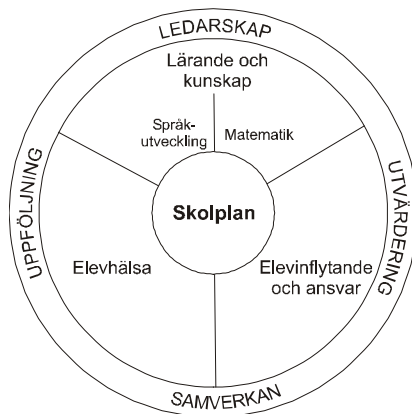 LEDARSKAP
Lärande och
kunskap
Språk-
utveckling
Matematik
UPPFÖLJNING
UTVÄRDERING
Skolplan
Elevhälsa
Elevinflytande
och ansvar
SAMVERKAN